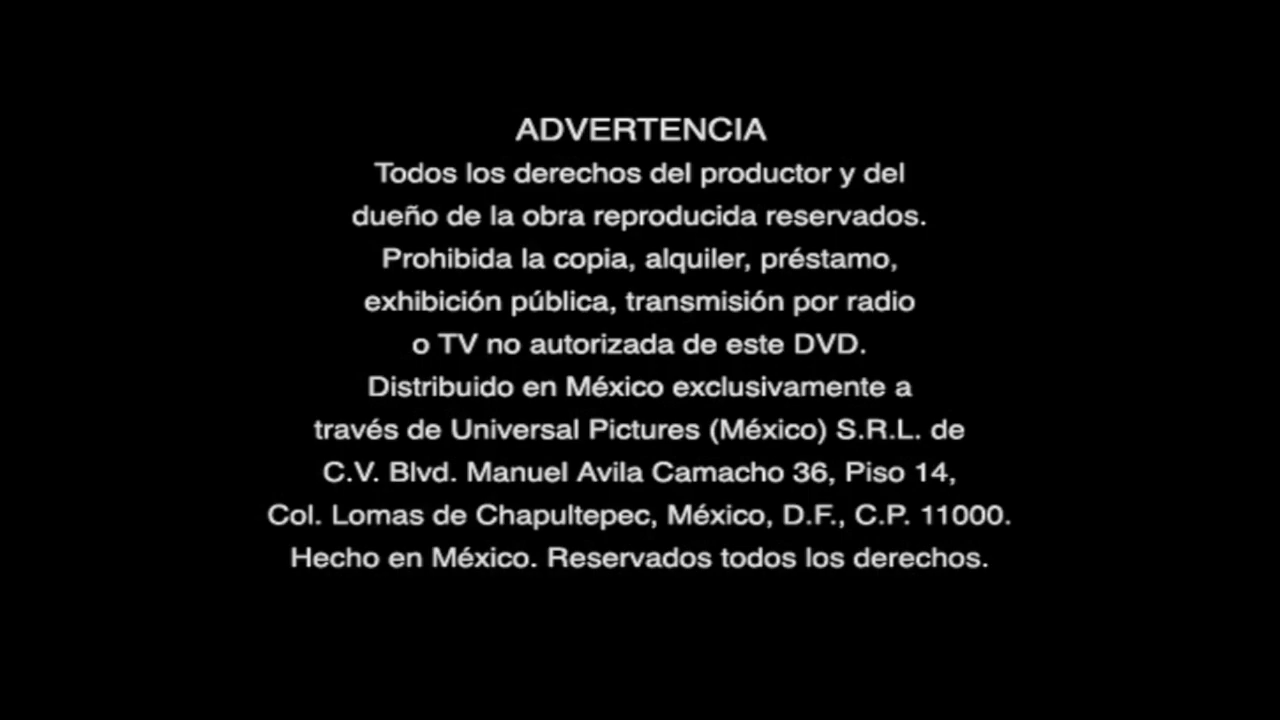 ADVERTENCIA
Todos los derechos del productor y del
dueño de la obra reproducida reservados.
Prohibida la copia, alquiler, préstamo,
exhibición pública, transmisión por radio
o TV no autorizada de este DVD.
Distribuido en México exclusivamente a
través de Universal Pictures (México) S.R.L. de
C.V. Blvd. Manuel Avila Camacho 36, Piso 14,
Col. Lomas de Chapultepec, México, D.F., C.P. 11000.
Hecho en México. Reservados todos los derechos.